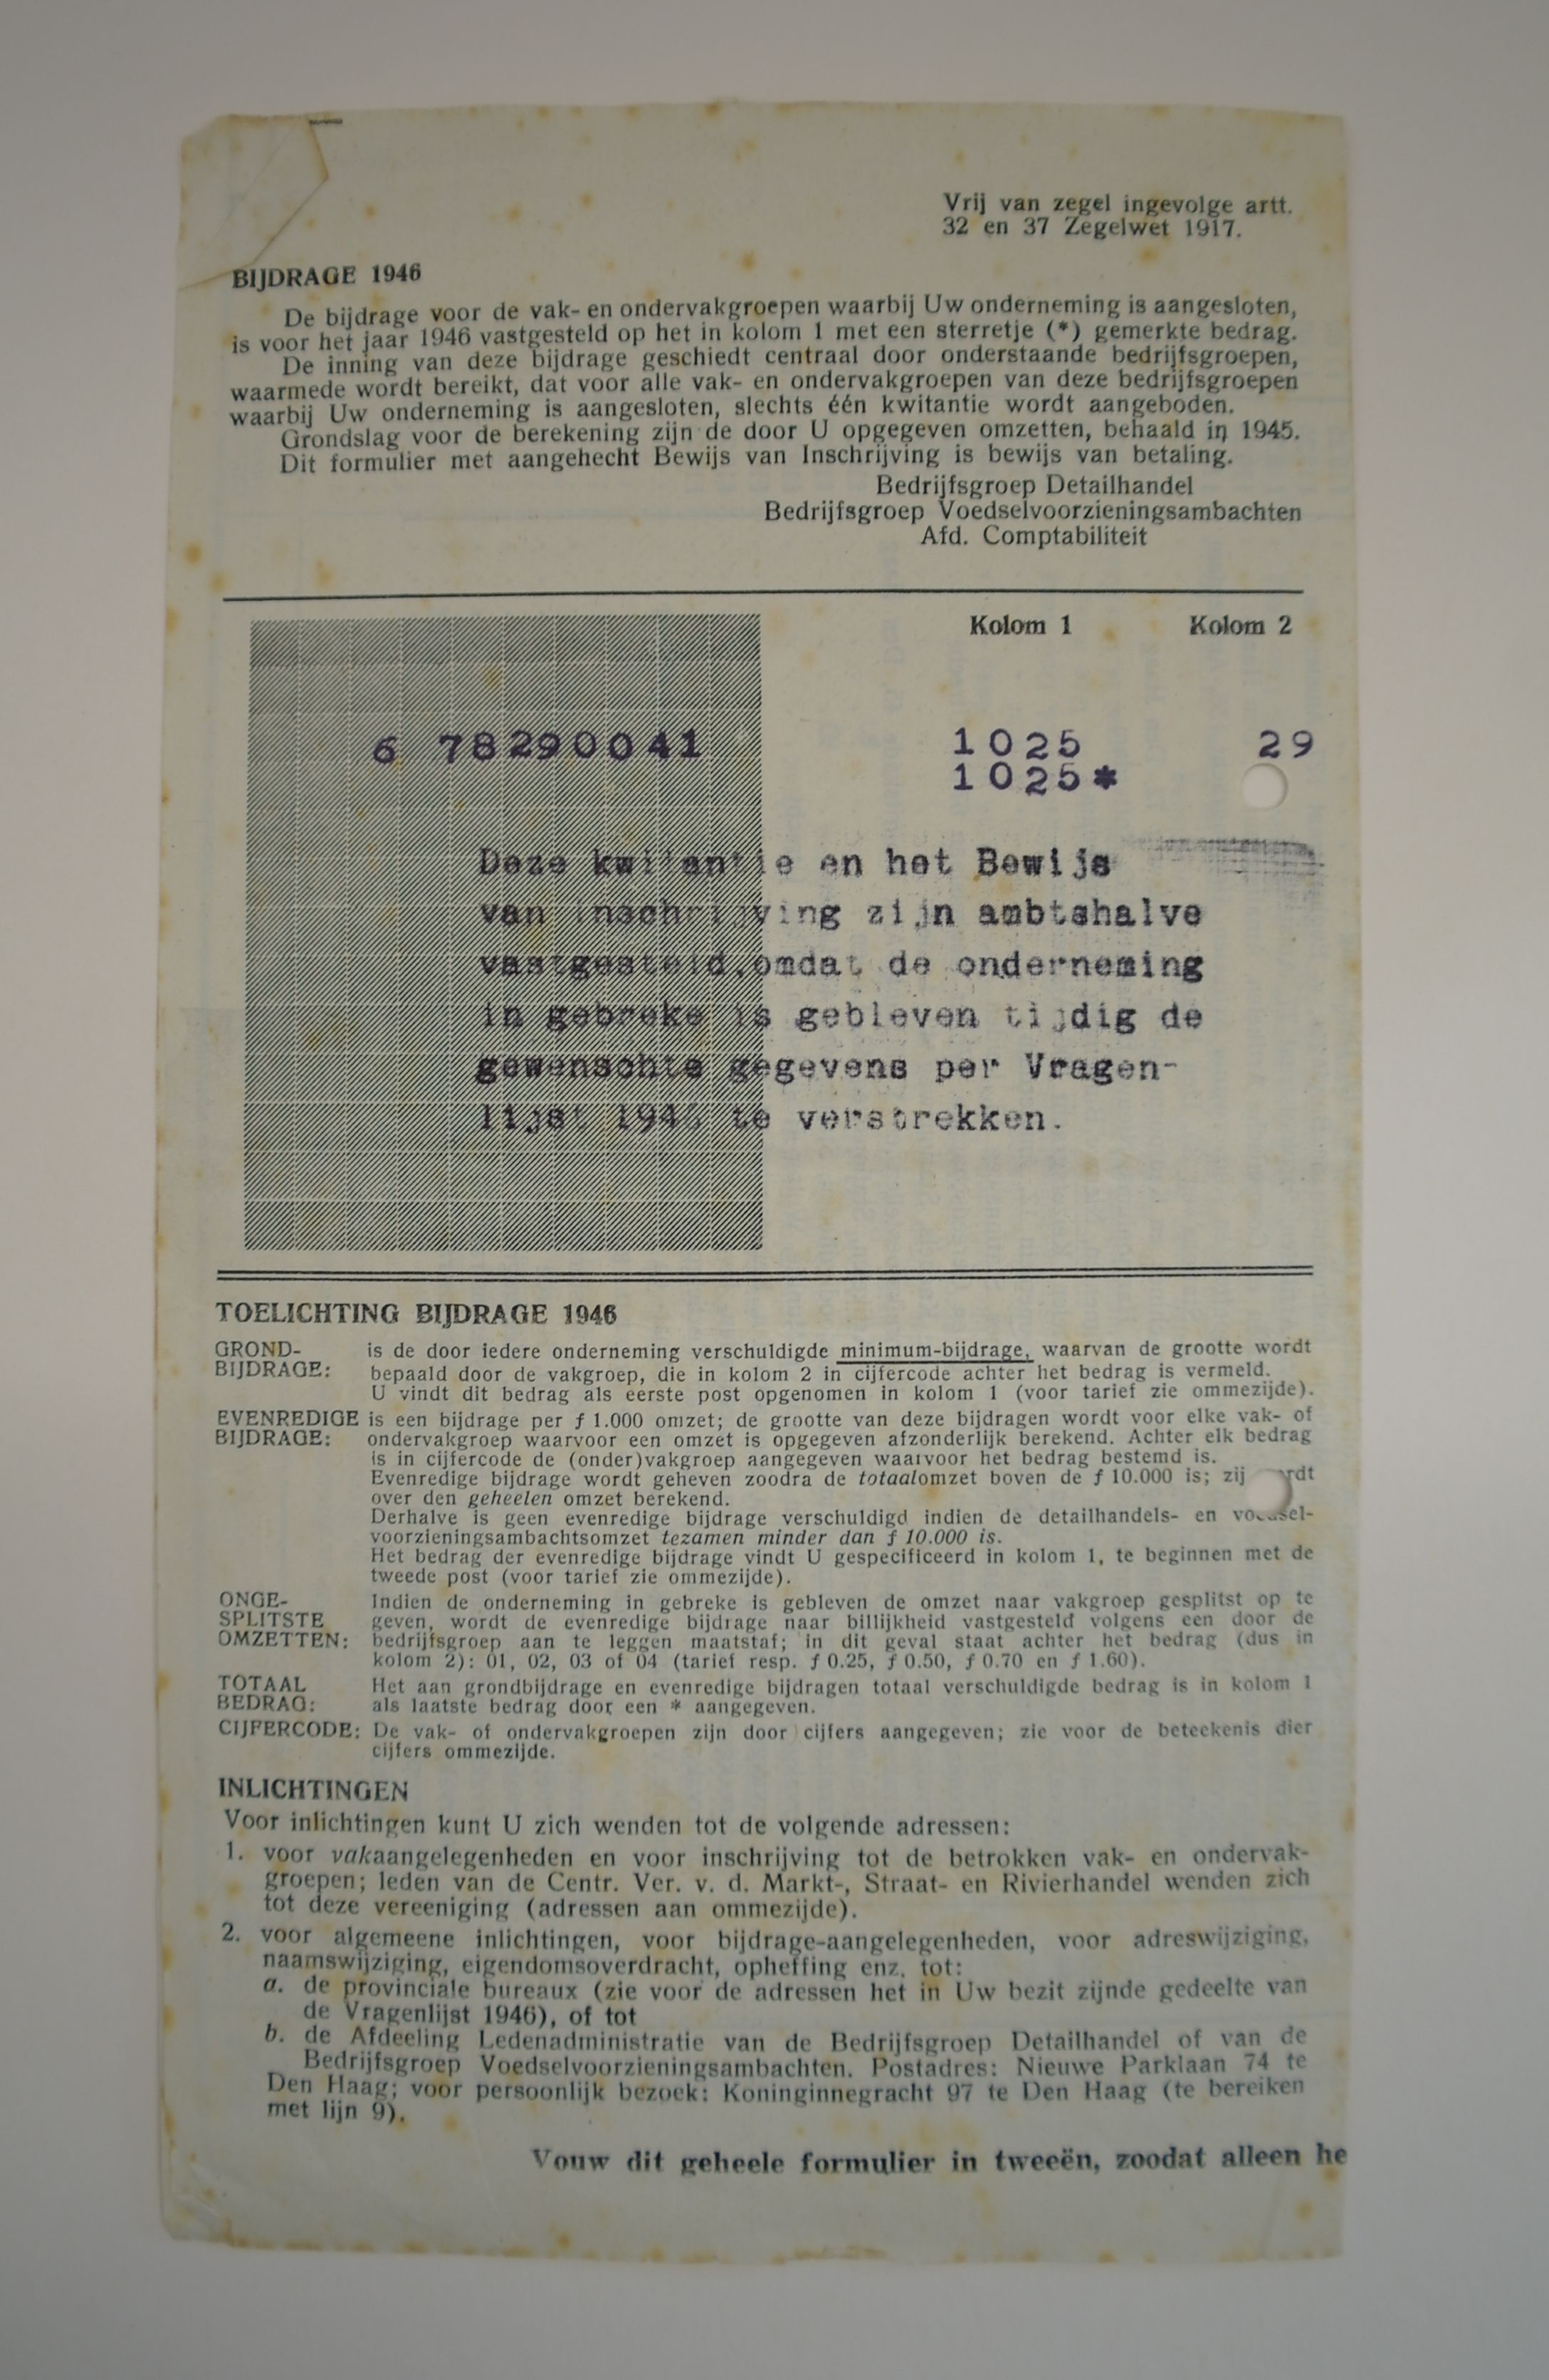 Vrij van zegel ingevolge artt.
32 en 37 Zegelwet 1917.
BIJDRAGE 1946
De bijdrage voor de vak- en ondervakgroepen waarbij Uw onderneming is aangesloten,
is voor het jaar 1946 vastgesteld op het in kolom 1 met een sterretje (*) gemerkte bedrag.
De inning van deze bijdrage geschiedt centraal door onderstaande bedrijfsgroepen,
waarmede wordt bereikt, dat voor alle vak- en ondervakgroepen van deze bedrijfsgroepen
waarbij Uw onderneming is aangesloten, slechts één kwitantie wordt aangeboden.
Grondslag voor de berekening zijn de door U opgegeven omzetten, behaald in 1945.
Dit formulier met aangehecht Bewijs van Inschrijving is bewijs van betaling.
Bedrijfsgroep Detailhandel
Bedrijfsgroep Voedselvoorzieningsambachten
Afd. Comptabiliteit
Kolom 1 Kolom 2
6 78290041 1025 29
1025*
Deze kwitantie en het Bewijs
van inschrijving zijn ambtshalve
vastgesteld, omdat de onderneming
in gebreke is gebleven tijdig de
gewenschte gegevens per Vragen-
lijst 1946 te verstrekken.
TOELICHTING BIJDRAGE 1946
GROND- is de door iedere onderneming verschuldigde minimum-bijdrage, waarvan de grootte wordt
BIJDRAGE: bepaald door de vakgroep, die in kolom 2 in cijfercode achter het bedrag is vermeld.
U vindt dit bedrag als eerste post opgenomen in kolom 1 (voor tarief zie ommezijde).
EVENREDIGE is een bijdrage per ƒ 1.000 omzet; de grootte van deze bijdragen wordt voor elke vak- of
BIJDRAGE: ondervakgroep waarvoor een omzet is opgegeven afzonderlijk berekend. Achter elk bedrag
is in cijfercode de (onder)vakgroep aangegeven waarvoor het bedrag bestemd is.
Evenredige bijdrage wordt geheven zoodra de totaalomzet boven de ƒ 10.000 is; zij
over den geheelen omzet berekend.
Derhalve is geen evenredige bijdrage verschuldigd indien de detailhandels- en voedsel-
voorzieningsambachtsomzet tezamen minder dan ƒ 10.000 is.
Het bedrag der evenredige bijdrage vindt U gespecificeerd in kolom 1, te beginnen met de
tweede post (voor tarief zie ommezijde).
ONGE- Indien de onderneming in gebreke is gebleven de omzet naar vakgroep gesplitst op te
SPLITSTE geven, wordt de evenredige bijdrage naar billijkheid vastgesteld volgens een door de
OMZETTEN: bedrijfsgroep aan te leggen maatstaf; in dit geval staat achter het bedrag (dus in
kolom 2): 01, 02, 03 of 04 (tarief resp. ƒ 0.25, ƒ 0.50, ƒ 0.70 en ƒ 1.60).
TOTAAL Het aan grondbijdrage en evenredige bijdragen totaal verschuldigde bedrag is in kolom 1
BEDRAG: als laatste bedrag door een * aangegeven.
CIJFERCODE: De vak- of ondervakgroepen zijn door cijfers aangegeven; zie voor de beteekenis dier
cijfers ommezijde.
INLICHTINGEN
Voor inlichtingen kunt U zich wenden tot de volgende adressen:
1. voor vakaangelegenheden en voor inschrijving tot de betrokken vak- en ondervak-
groepen; leden van de Centr. Ver. v. d. Markt-, Straat- en Rivierhandel wenden zich
tot deze vereeniging (adressen aan ommezijde).
2. voor algemeene inlichtingen, voor bijdrage-aangelegenheden, voor adreswijziging,
naamswijziging, eigendomsoverdracht, opheffing enz. tot:
a. de provinciale bureaux (zie voor de adressen het in Uw bezit zijnde gedeelte van
de Vragenlijst 1946), of tot
b. de Afdeeling Ledenadministratie van de Bedrijfsgroep Detailhandel of van de
Bedrijfsgroep Voedselvoorzieningsambachten. Postadres: Nieuwe Parklaan 74 te
Den Haag; voor persoonlijk bezoek: Koninginnegracht 97 te Den Haag (te bereiken
met lijn 9).
Vouw dit geheele formulier in tweeën, zoodat alleen he